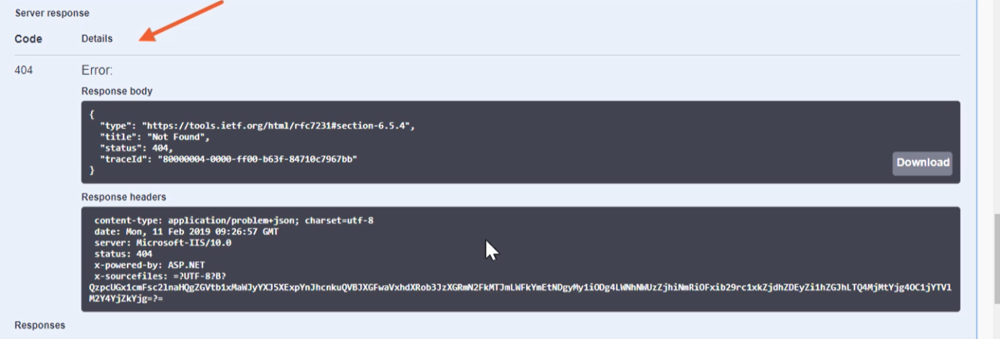 Server response
Code Details
404 Error:
Response body
{
"type": "https://tools.ietf.org/html/rfc7231#section-6.5.4",
"title": "Not Found",
"status": 404,
"traceId": "80000004-0000-ff00-b63f-84710c7967bb"
}
Download
Response headers
content-type: application/problem+json; charset=utf-8
date: Mon, 11 Feb 2019 09:26:57 GMT
server: Microsoft-IIS/10.0
status: 404
x-powered-by: ASP.NET
x-sourcefiles: =?UTF-8?B?
M2Y4YjZkYjg=?=
Responses